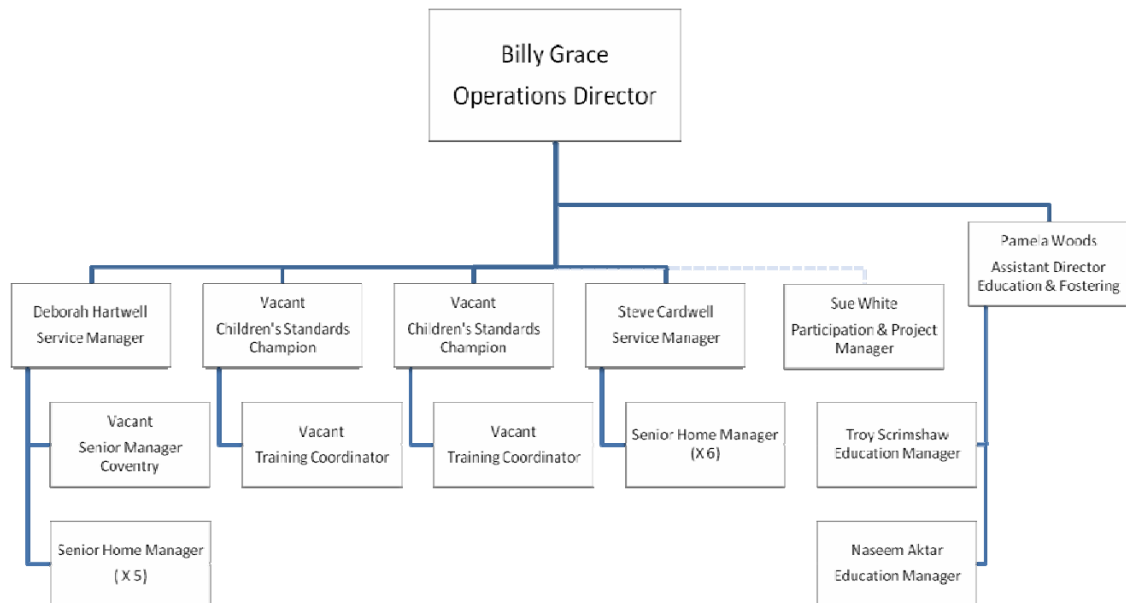 Billy Grace
Operations Director
Pamela Woods
Assistant Director
Education & Fostering
Deborah Hartwell
Service Manager
Vacant
Children's Standards
Champion
Vacant
Children's Standards
Champion
Steve Cardwell
Service Manager
Sue White
Participation & Project
Manager
Vacant
Senior Manager
Coventry
Vacant
Training Coordinator
Vacant
Training Coordinator
Senior Home Manager
(X 6)
Troy Scrimshaw
Education Manager
Senior Home Manager
( X 5)
Naseem Aktar
Education Manager